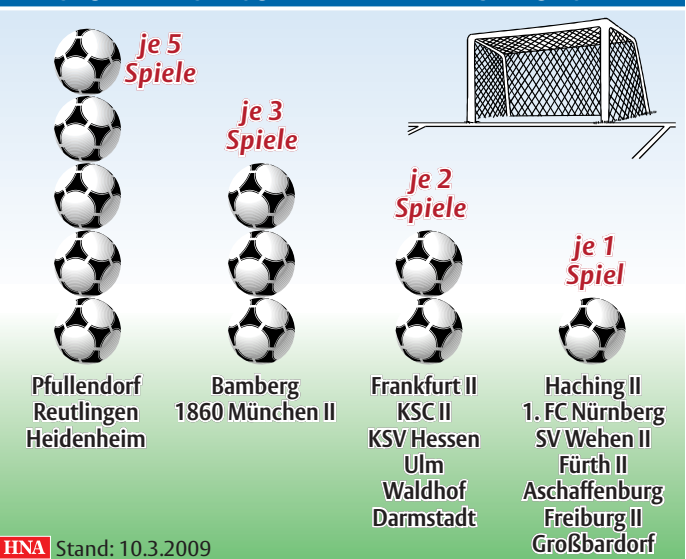 je 5
Spiele
je 3
Spiele
je 2
Spiele
je 1
Spiel
Pfullendorf
Reutlingen
Heidenheim
Bamberg
1860 München II
Frankfurt II
KSC II
KSV Hessen
Ulm
Waldhof
Darmstadt
Haching II
1. FC Nürnberg
SV Wehen II
Fürth II
Aschaffenburg
Freiburg II
Großbardorf
HNA Stand: 10.3.2009